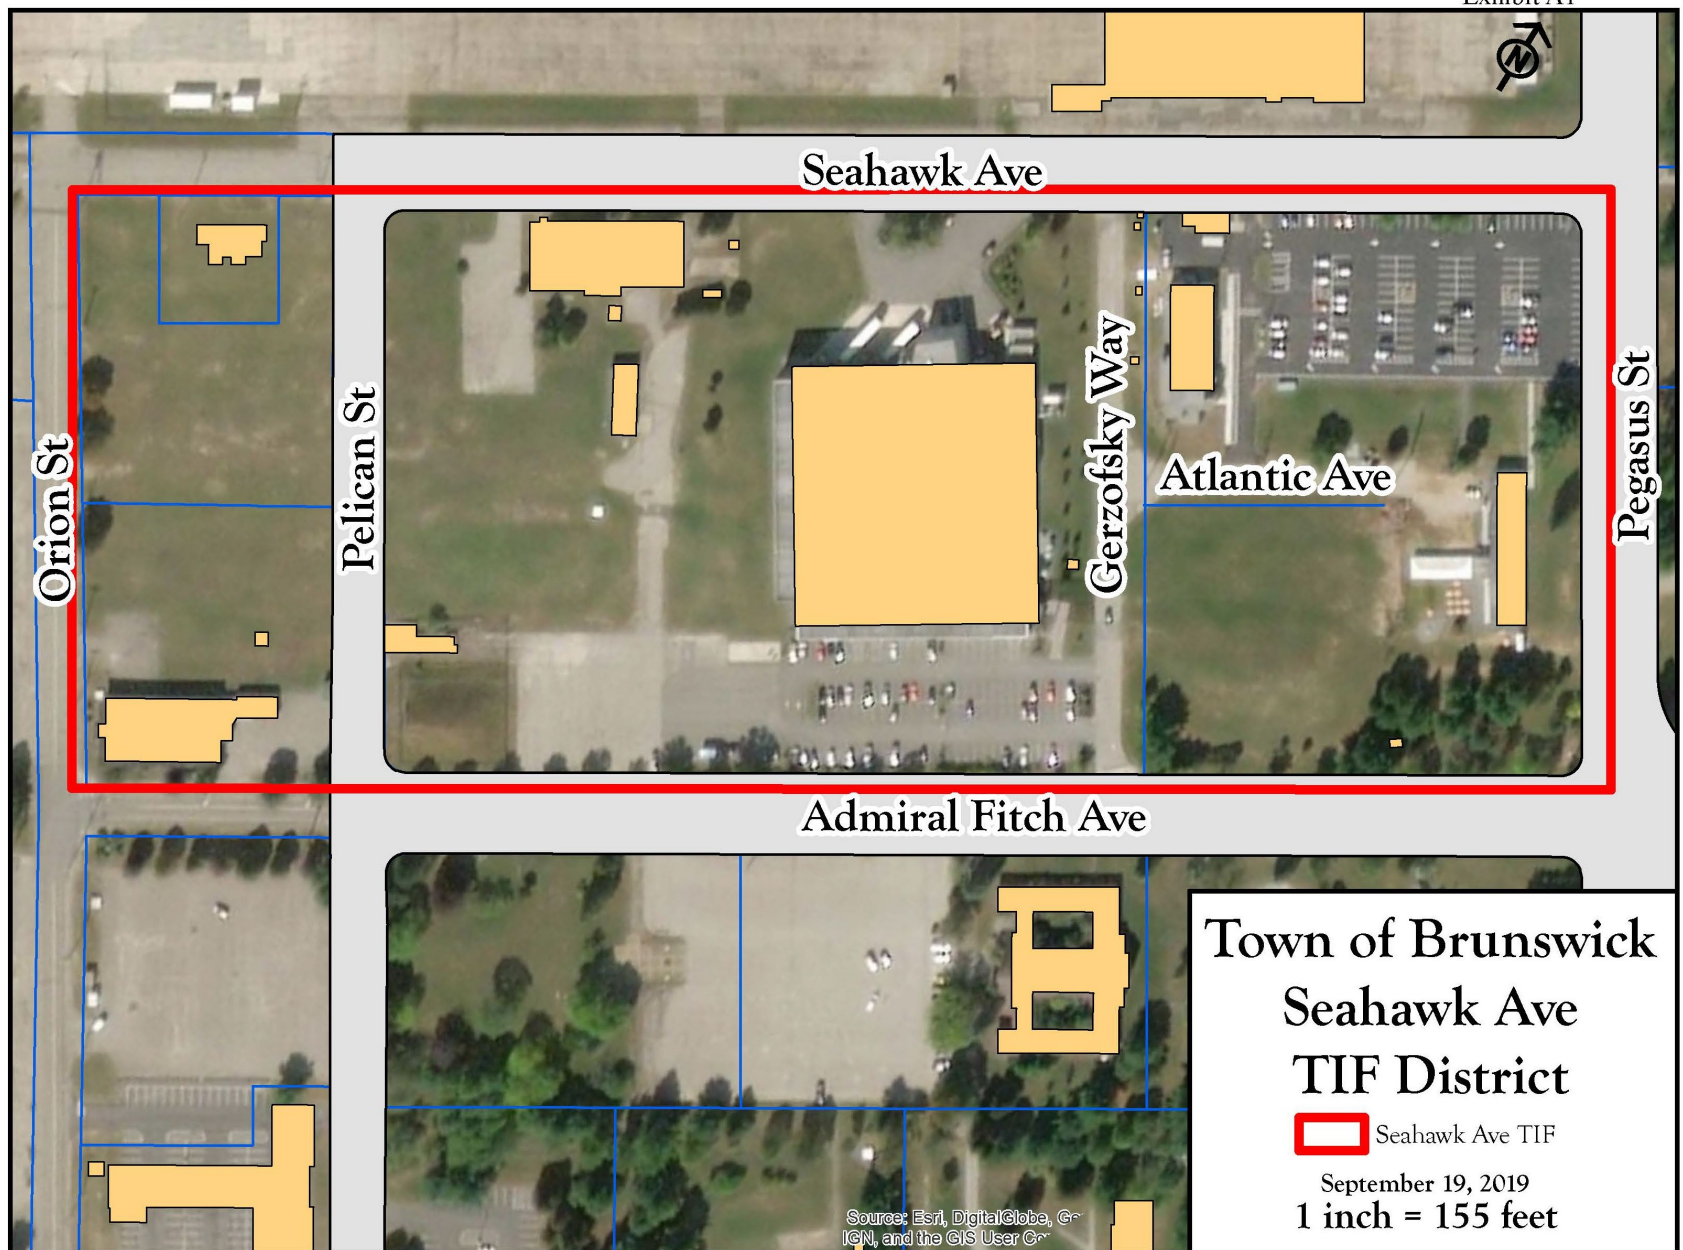 N
Seahawk Ave
Orion St
Pelican St
Gerzofsky Way
Atlantic Ave
Pegasus St
Admiral Fitch Ave
Town of Brunswick
Seahawk Ave
TIF District
Seahawk Ave TIF
September 19, 2019
1 inch = 155 feet
Source: Esri, DigitalGlobe,
IGN, and the GIS User